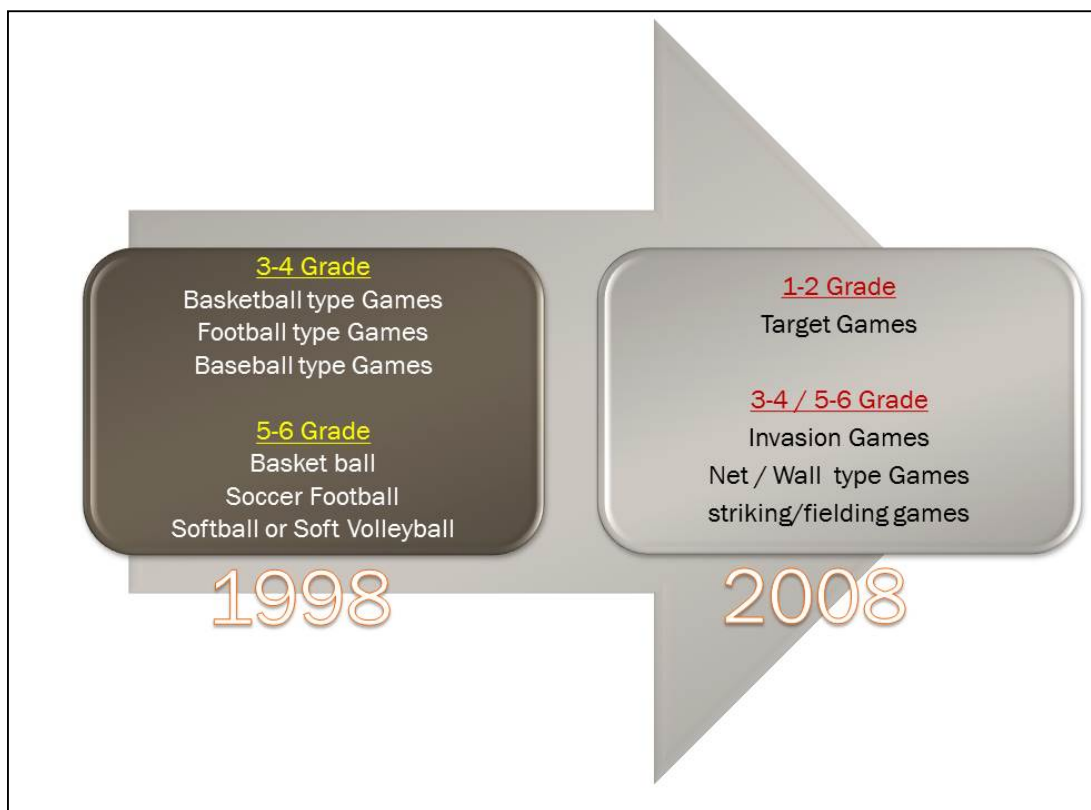 3-4 Grade
Basketball type Games
Football type Games
Baseball type Games
5-6 Grade
Basket ball
Soccer Football
Softball or Soft Volleyball
1998
1-2 Grade
Target Games
3-4 / 5-6 Grade
Invasion Games
Net / Wall type Games
striking/fielding games
2008